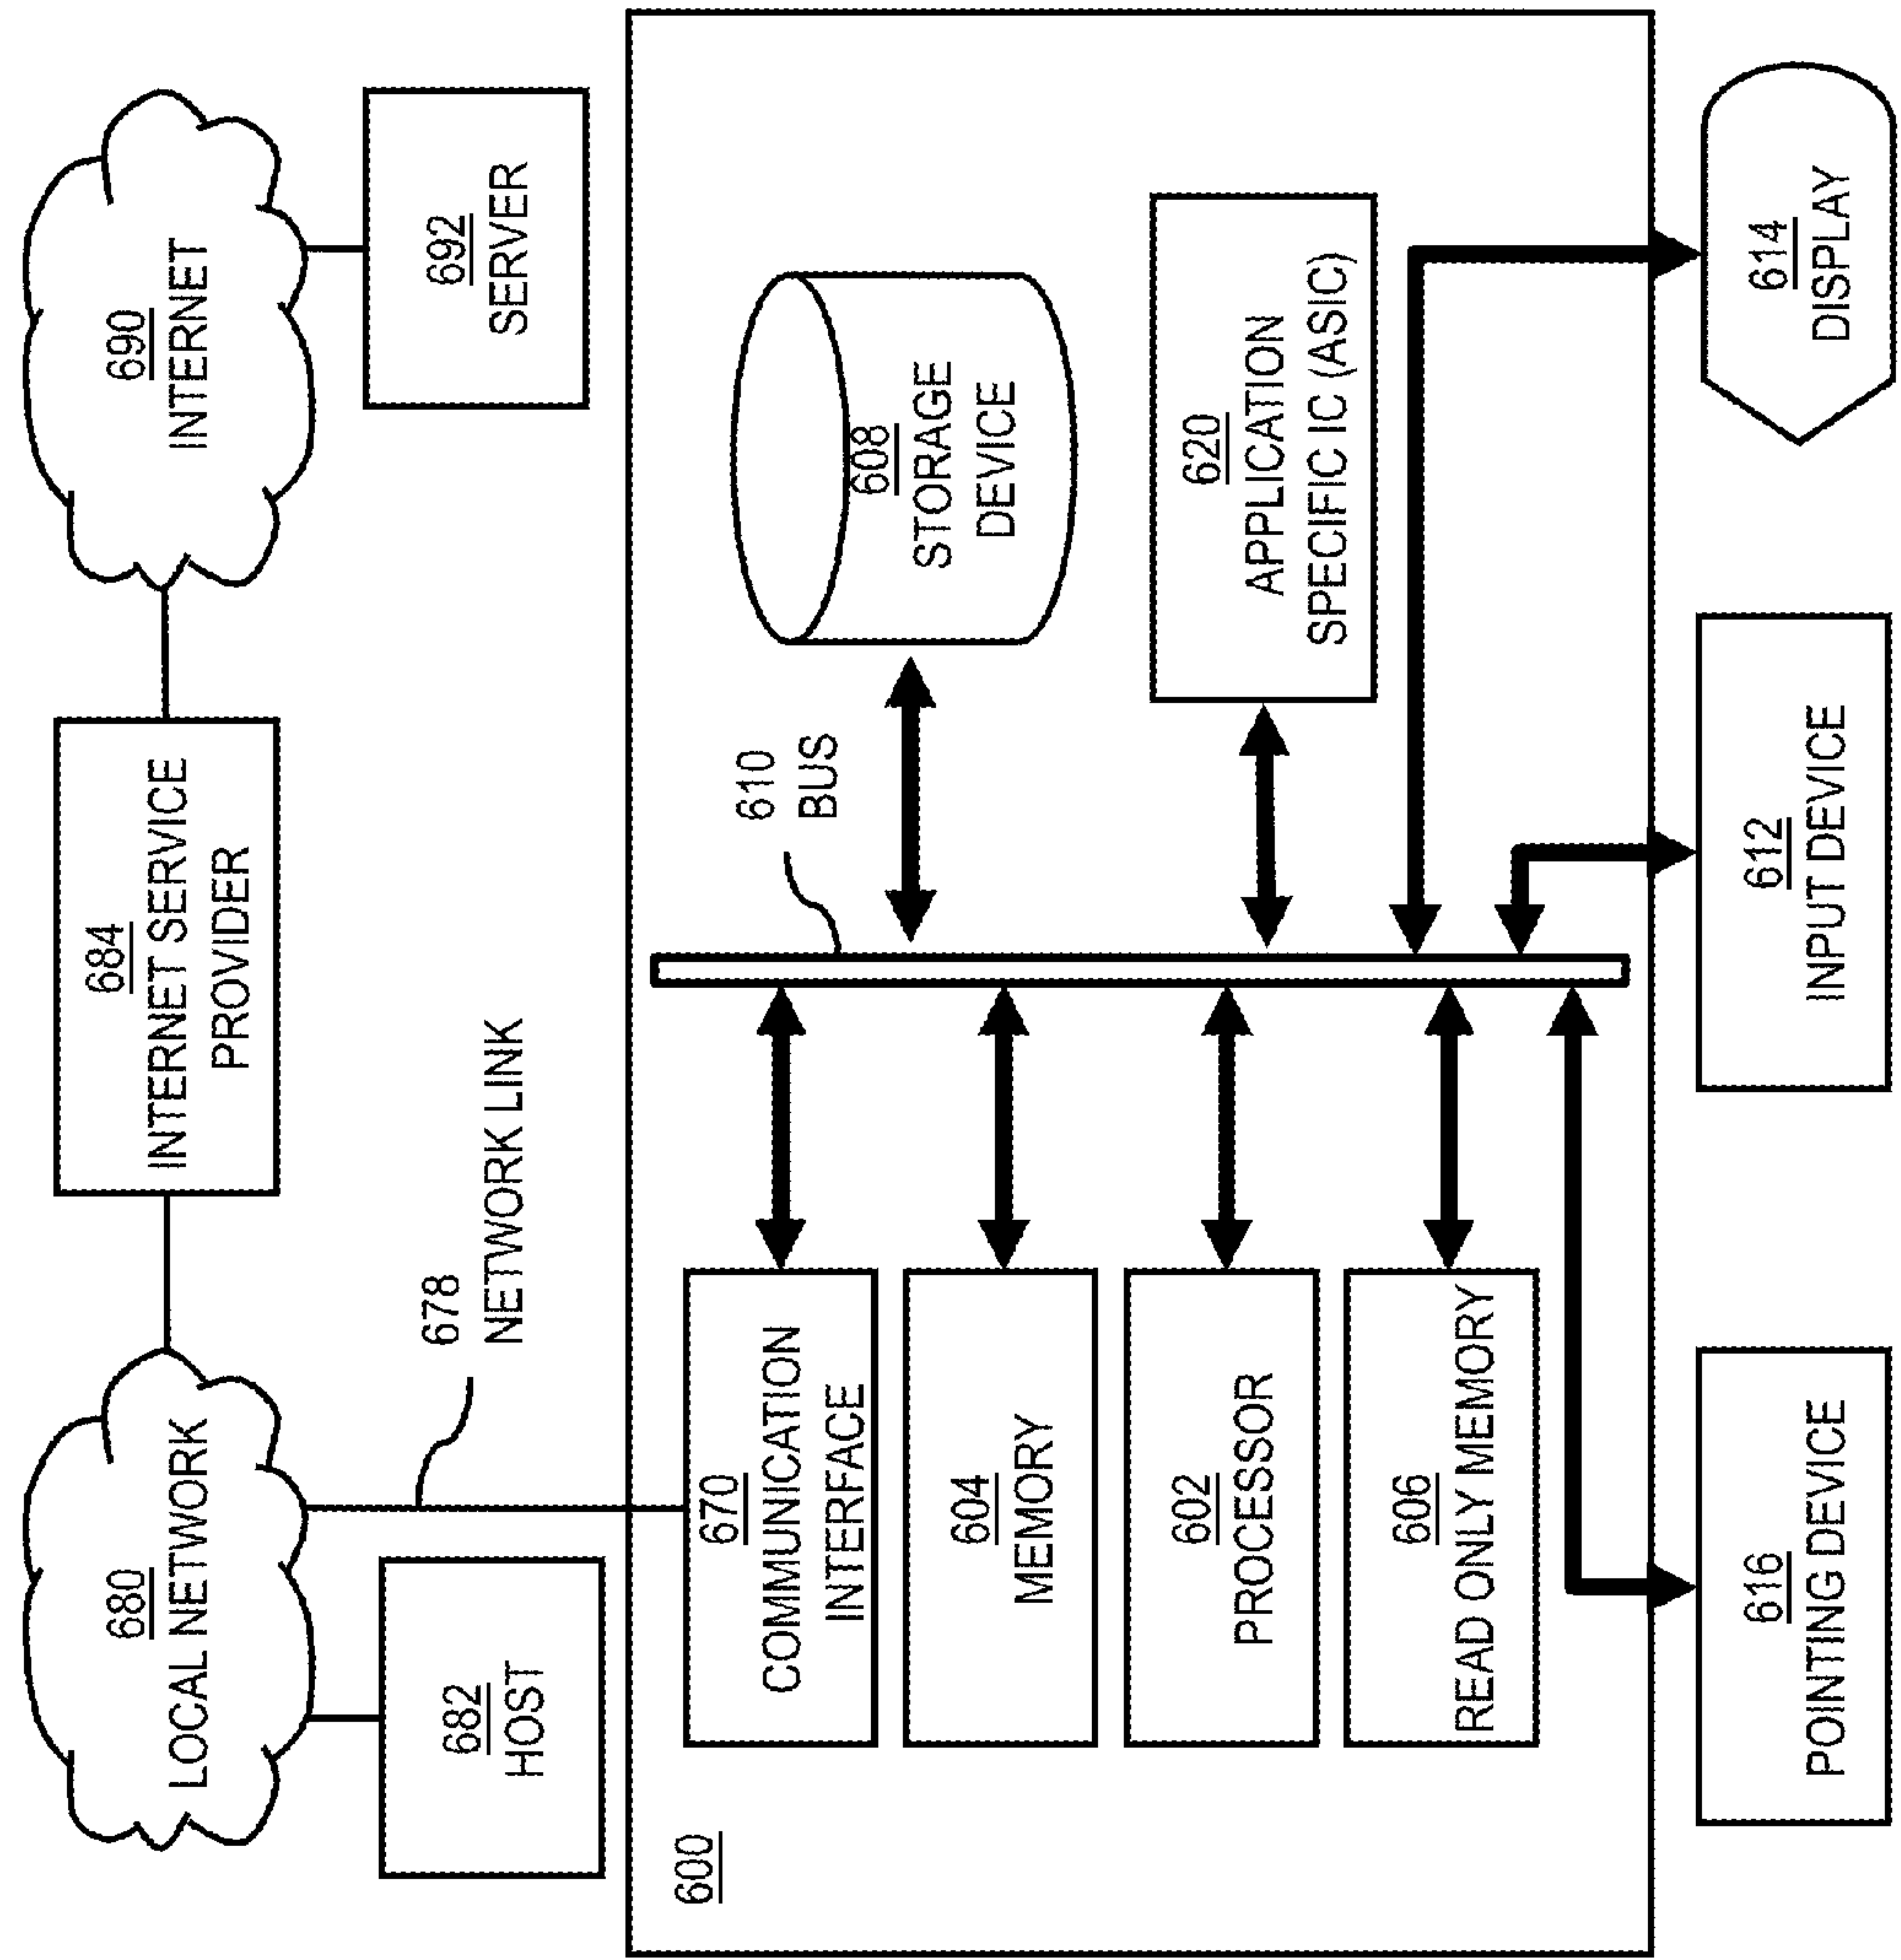 680
LOCAL NETWORK
684
INTERNET SERVICE
PROVIDER
690
INTERNET
682
HOST
678
NETWORK LINK
692
SERVER
600
670
COMMUNICATION
INTERFACE
610
BUS
608
STORAGE
DEVICE
604
MEMORY
602
PROCESSOR
620
APPLICATION
SPECIFIC IC (ASIC)
606
READ ONLY MEMORY
616
POINTING DEVICE
612
INPUT DEVICE
614
DISPLAY